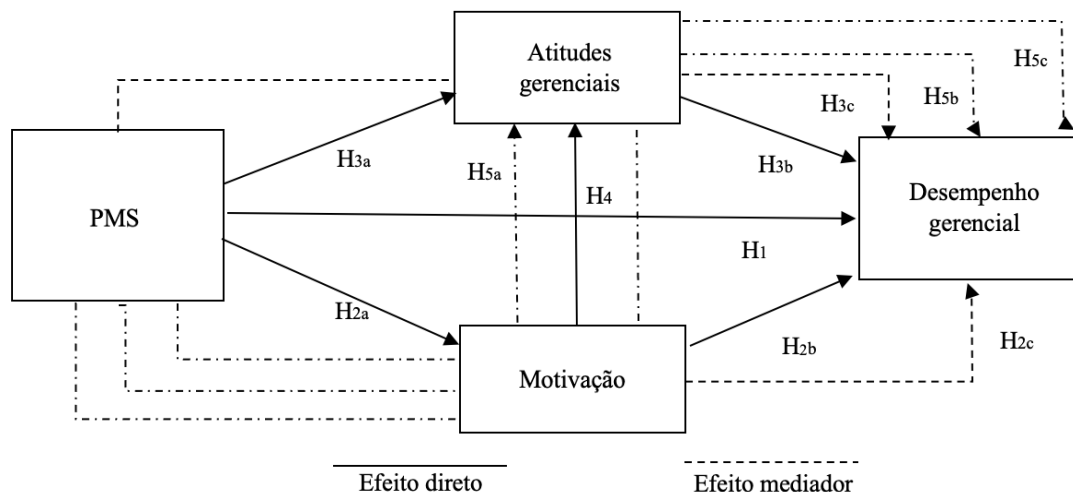 Atitudes
gerenciais
H5c
H5b
H3c
H3a
H5a
H3b
H4
PMS
Desempenho
gerencial
H1
H2a
H2b
H2c
Motivação
Efeito direto
Efeito mediador